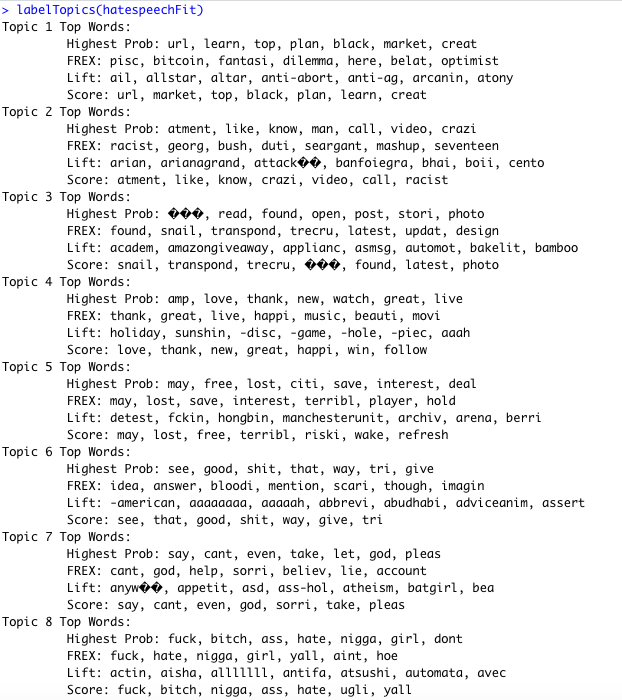 > labelTopics(hatespeechFit)
Topic 1 Top Words:
Highest Prob: url, learn, top, plan, black, market, creat
FREX: pisc, bitcoin, fantasi, dilemma, here, belat, optimist
Lift: ail, allstar, altar, anti-abort, anti-ag, arcanin, atony
Score: url, market, top, black, plan, learn, creat
Topic 2 Top Words:
Highest Prob: atment, like, know, man, call, video, crazi
FREX: racist, georg, bush, duti, seargant, mashup, seventeen
Lift: arian, arianagrand, attack��, banfoiegra, bhai, boii, cento
Score: atment, like, know, crazi, video, call, racist
Topic 3 Top Words:
Highest Prob: ���, read, found, open, post, stori, photo
FREX: found, snail, transpond, trecru, latest, updat, design
Lift: academ, amazongiveaway, applianc, asmsg, automot, bakelit, bamboo
Score: snail, transpond, trecru, ���, found, latest, photo
Topic 4 Top Words:
Highest Prob: amp, love, thank, new, watch, great, live
FREX: thank, great, live, happi, music, beauti, movi
Lift: holiday, sunshin, -disc, -game, -hole, -piec, aaah
Score: love, thank, new, great, happi, win, follow
Topic 5 Top Words:
Highest Prob: may, free, lost, citi, save, interest, deal
FREX: may, lost, save, interest, terribl, player, hold
Lift: detest, fckin, hongbin, manchesterunit, archiv, arena, berri
Score: may, lost, free, terribl, riski, wake, refresh
Topic 6 Top Words:
Highest Prob: see, good, shit, that, way, tri, give
FREX: idea, answer, bloodi, mention, scari, though, imagin
Lift: -american, aaaaaaaa, aaaaah, abbrevi, abudhabi, adviceanim, assert
Score: see, that, good, shit, way, give, tri
Topic 7 Top Words:
Highest Prob: say, cant, even, take, let, god, pleas
FREX: cant, god, help, sorri, believ, lie, account
Lift: anyw��, appetit, asd, ass-hol, atheism, batgirl, bea
Score: say, cant, even, god, sorri, take, pleas
Topic 8 Top Words:
Highest Prob: fuck, bitch, ass, hate, nigga, girl, dont
FREX: fuck, hate, nigga, girl, yall, aint, hoe
Lift: actin, aisha, alllllll, antifa, atsushi, automata, avec
Score: fuck, bitch, nigga, ass, hate, ugli, yall